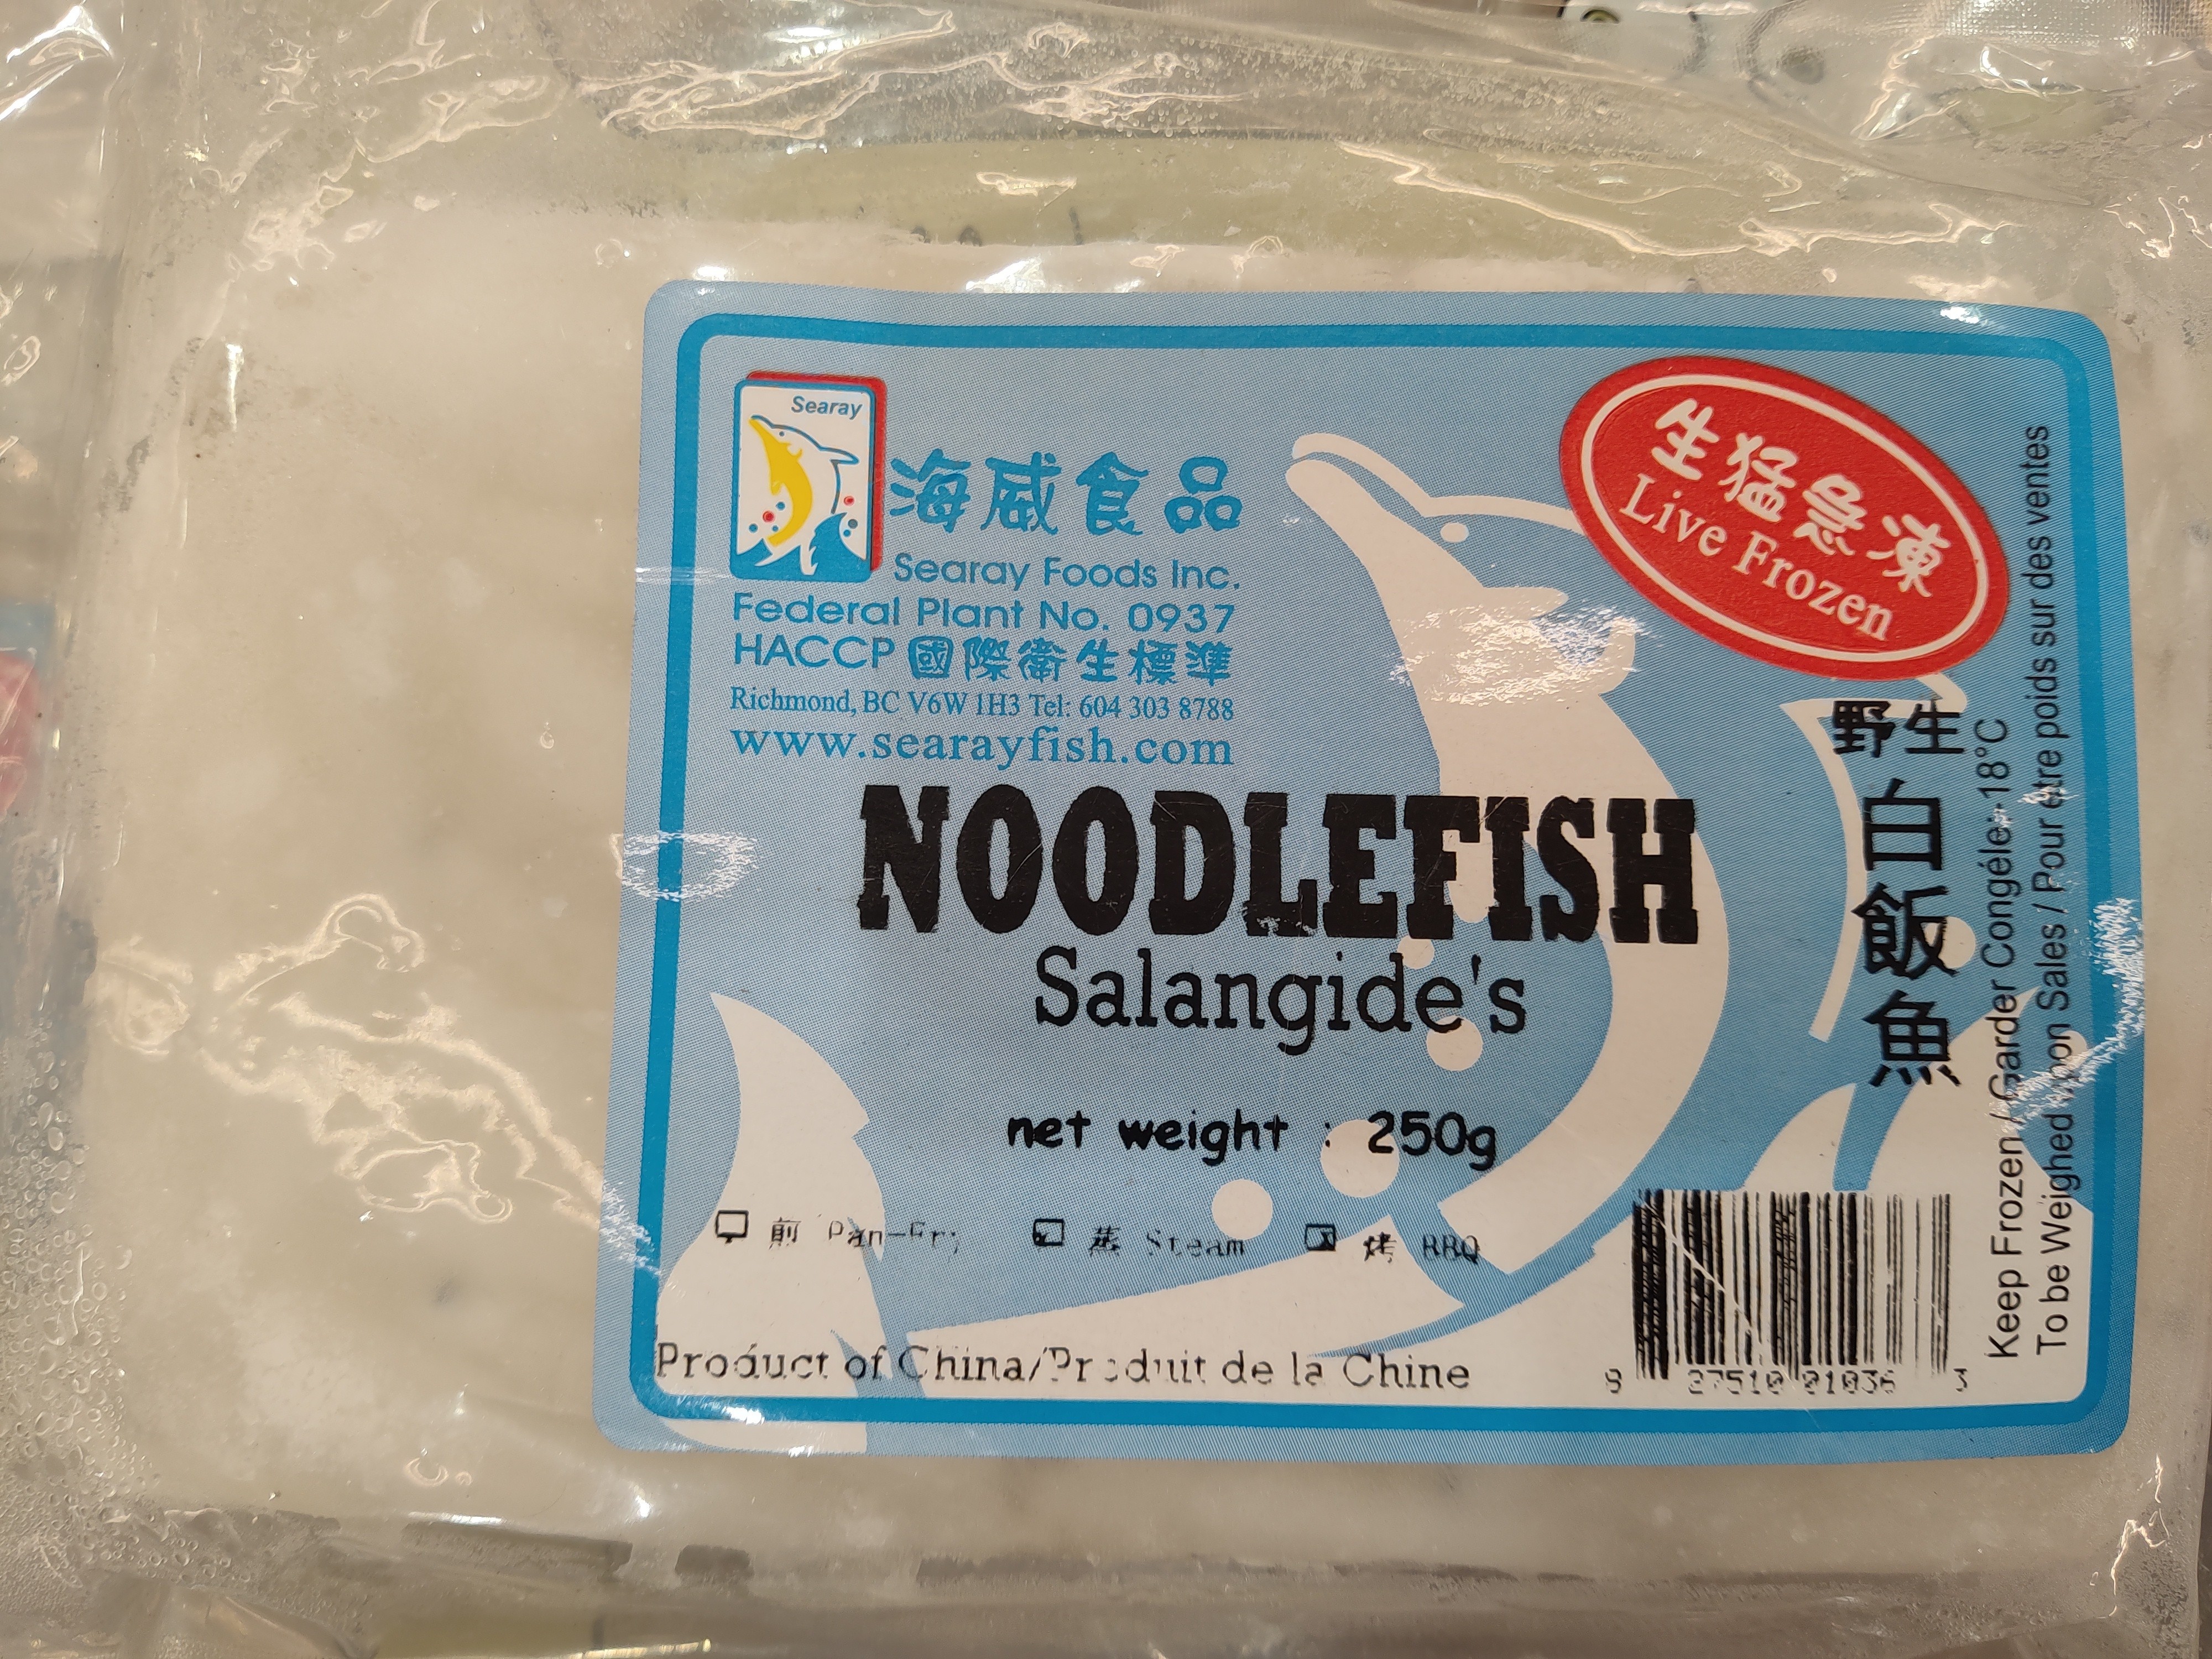 Searay
海威食品
Searay Foods Inc.
Federal Plant No. 0937
HACCP 國際衛生標準
Richmond, BC V6W 1H3 Tel: 604 303 8788
www.searayfish.com
生猛急凍
Live Frozen
NOODLEFISH
Salangide's
野生
白飯魚
net weight : 250g
煎 Pan-Fry 蒸 Steam 烤 BBQ
Product of China/Produit de la Chine
8 27510 01036 3
Keep Frozen / Garder Congéle -18°C
To be Weighed upon Sales / Pour être poids sur des ventes